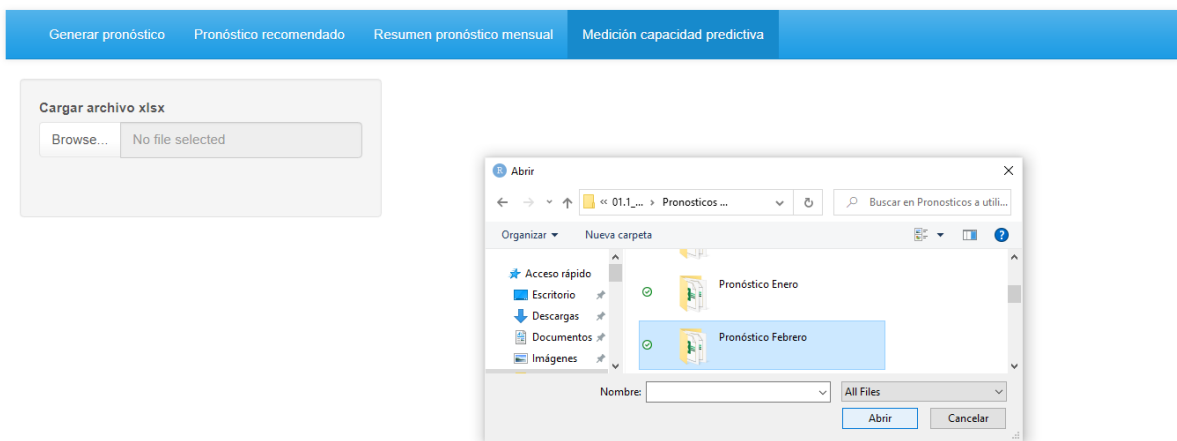 Generar pronóstico Pronóstico recomendado Resumen pronóstico mensual Medición capacidad predictiva
Cargar archivo xlsx
Browse... No file selected
R Abrir
« 01.1_... › Pronosticos ... Buscar en Pronosticos a utili...
Organizar Nueva carpeta
Acceso rápido
Escritorio
Descargas
Documentos
Imágenes
Pronóstico Enero
Pronóstico Febrero
Nombre: All Files
Abrir Cancelar